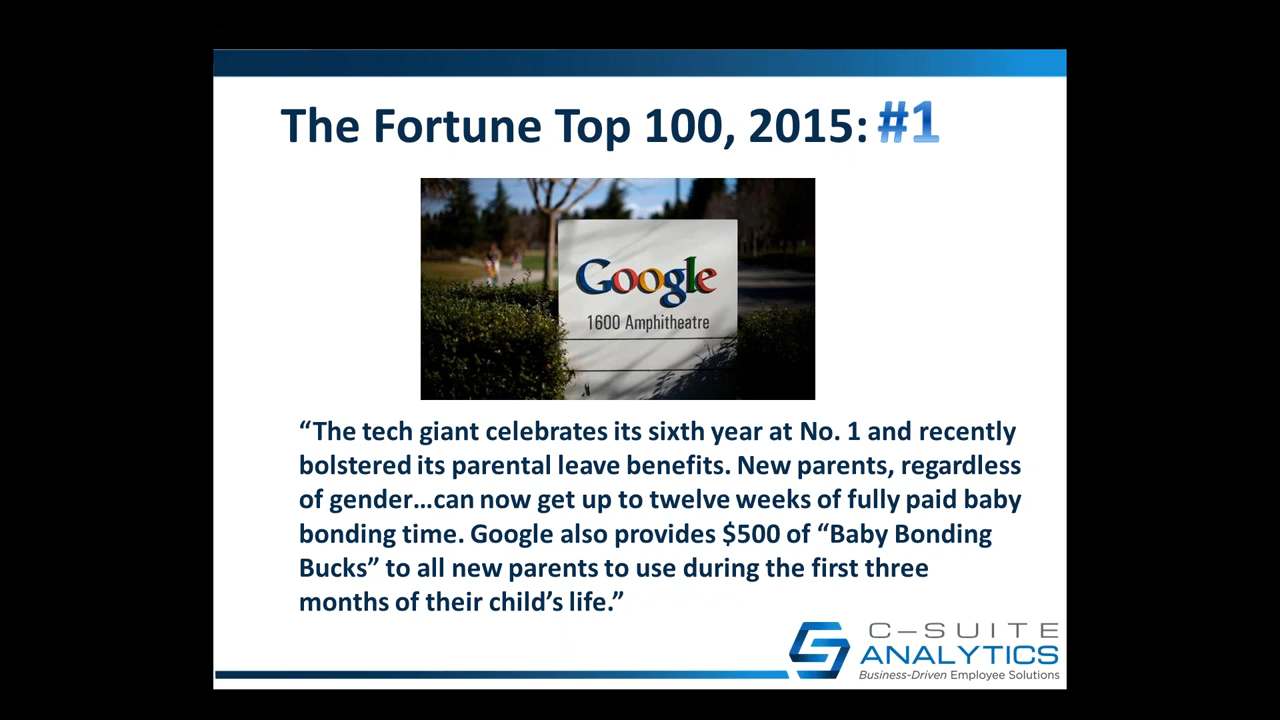 The Fortune Top 100, 2015: #1
Google
1600 Amphitheatre
“The tech giant celebrates its sixth year at No. 1 and recently
bolstered its parental leave benefits. New parents, regardless
of gender…can now get up to twelve weeks of fully paid baby
bonding time. Google also provides $500 of “Baby Bonding
Bucks” to all new parents to use during the first three
months of their child’s life.”
C–SUITE
ANALYTICS
Business-Driven Employee Solutions